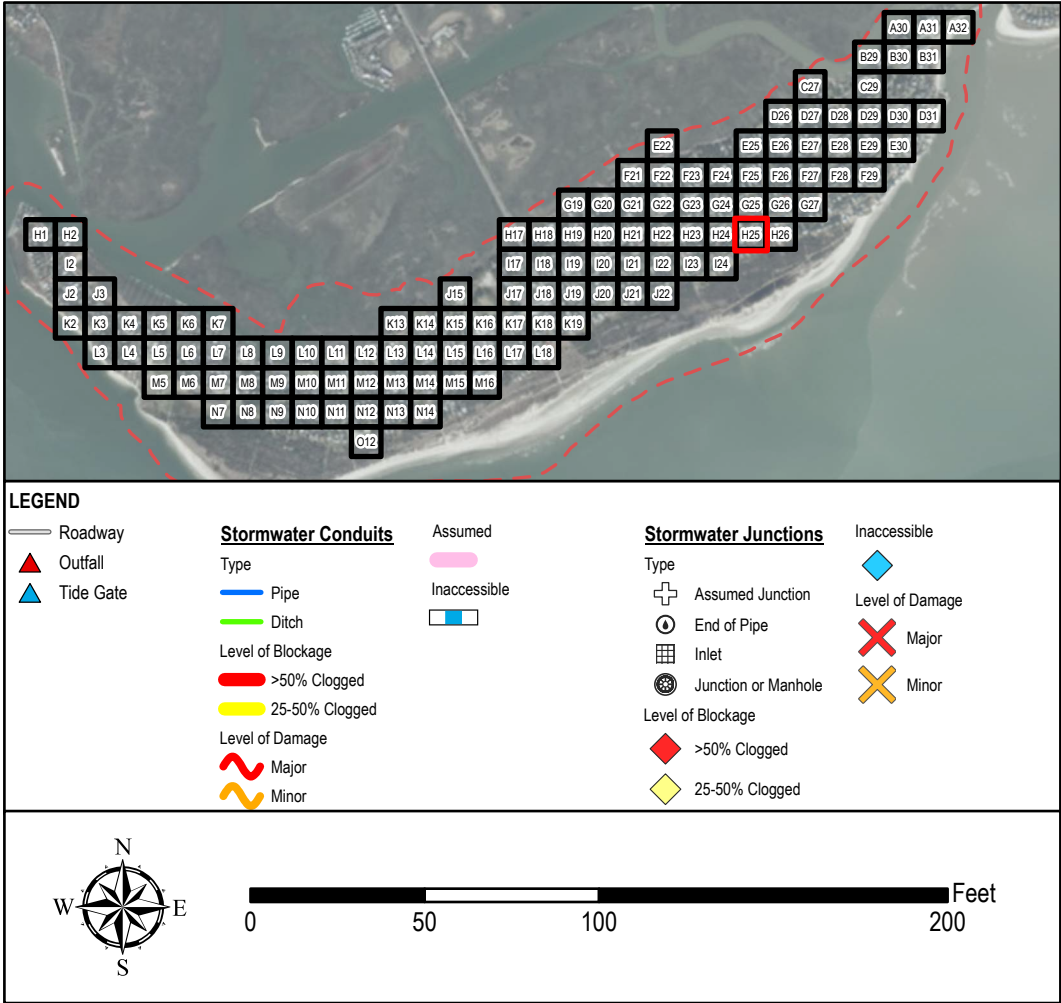 A30 A31 A32
B29 B30 B31
C27 C29
D26 D27 D28 D29 D30 D31
E22 E25 E26 E27 E28 E29 E30
F21 F22 F23 F24 F25 F26 F27 F28 F29
G19 G20 G21 G22 G23 G24 G25 G26 G27
H1 H2 H17 H18 H19 H20 H21 H22 H23 H24 H25 H26
I2 I17 I18 I19 I20 I21 I22 I23 I24
J2 J3 J15 J17 J18 J19 J20 J21 J22
K2 K3 K4 K5 K6 K7 K13 K14 K15 K16 K17 K18 K19
L3 L4 L5 L6 L7 L8 L9 L10 L11 L12 L13 L14 L15 L16 L17 L18
M5 M6 M7 M8 M9 M10 M11 M12 M13 M14 M15 M16
N7 N8 N9 N10 N11 N12 N13 N14
O12
LEGEND
Roadway
Outfall
Tide Gate
Stormwater Conduits
Type
Pipe
Ditch
Level of Blockage
>50% Clogged
25-50% Clogged
Level of Damage
Major
Minor
Assumed
Inaccessible
Stormwater Junctions
Type
Assumed Junction
End of Pipe
Inlet
Junction or Manhole
Level of Blockage
>50% Clogged
25-50% Clogged
Inaccessible
Level of Damage
Major
Minor
N
W E
S
Feet
0 50 100 200